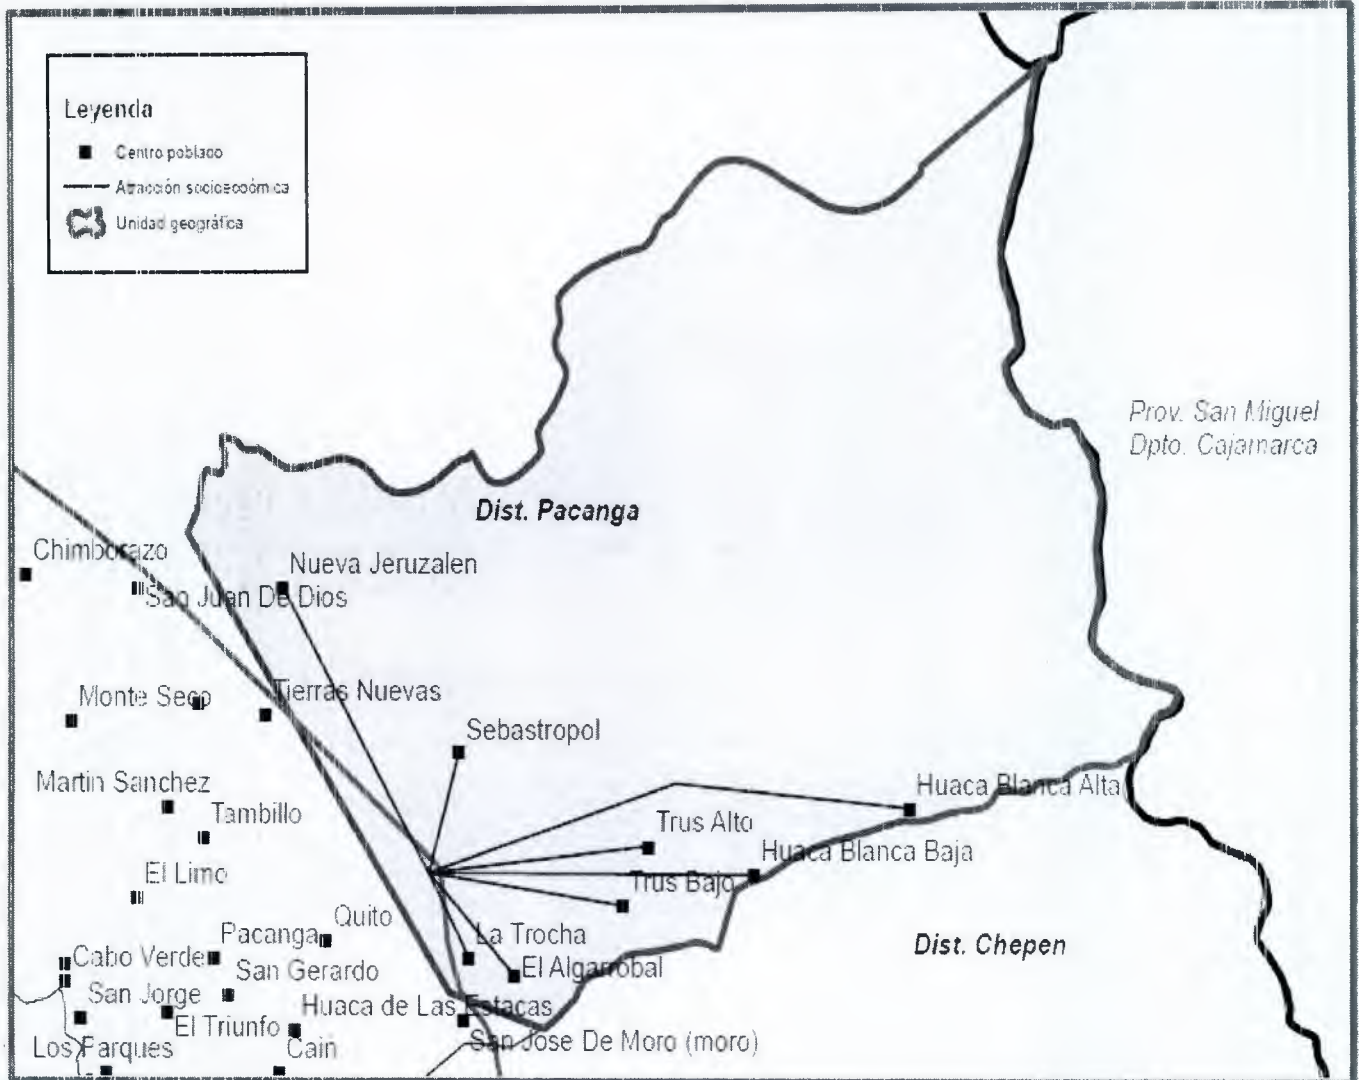 Leyenda
Centro poblado
Atracción socioecoómica
Unidad geográfica
Prov. San Miguel
Dpto. Cajamarca
Dist. Pacanga
Chimborazo
Nueva Jeruzalen
San Juan De Dios
Monte Seco
Tierras Nuevas
Sebastropol
Martin Sanchez
Huaca Blanca Alta
Tambillo
Trus Alto
Huaca Blanca Baja
El Limo
Trus Bajo
Quito
Pacanga
La Trocha
Dist. Chepen
Cabo Verde
San Gerardo
El Algarrobal
San Jorge
Huaca de Las Estacas
El Triunfo
Los Parques
Cain
San Jose De Moro (moro)